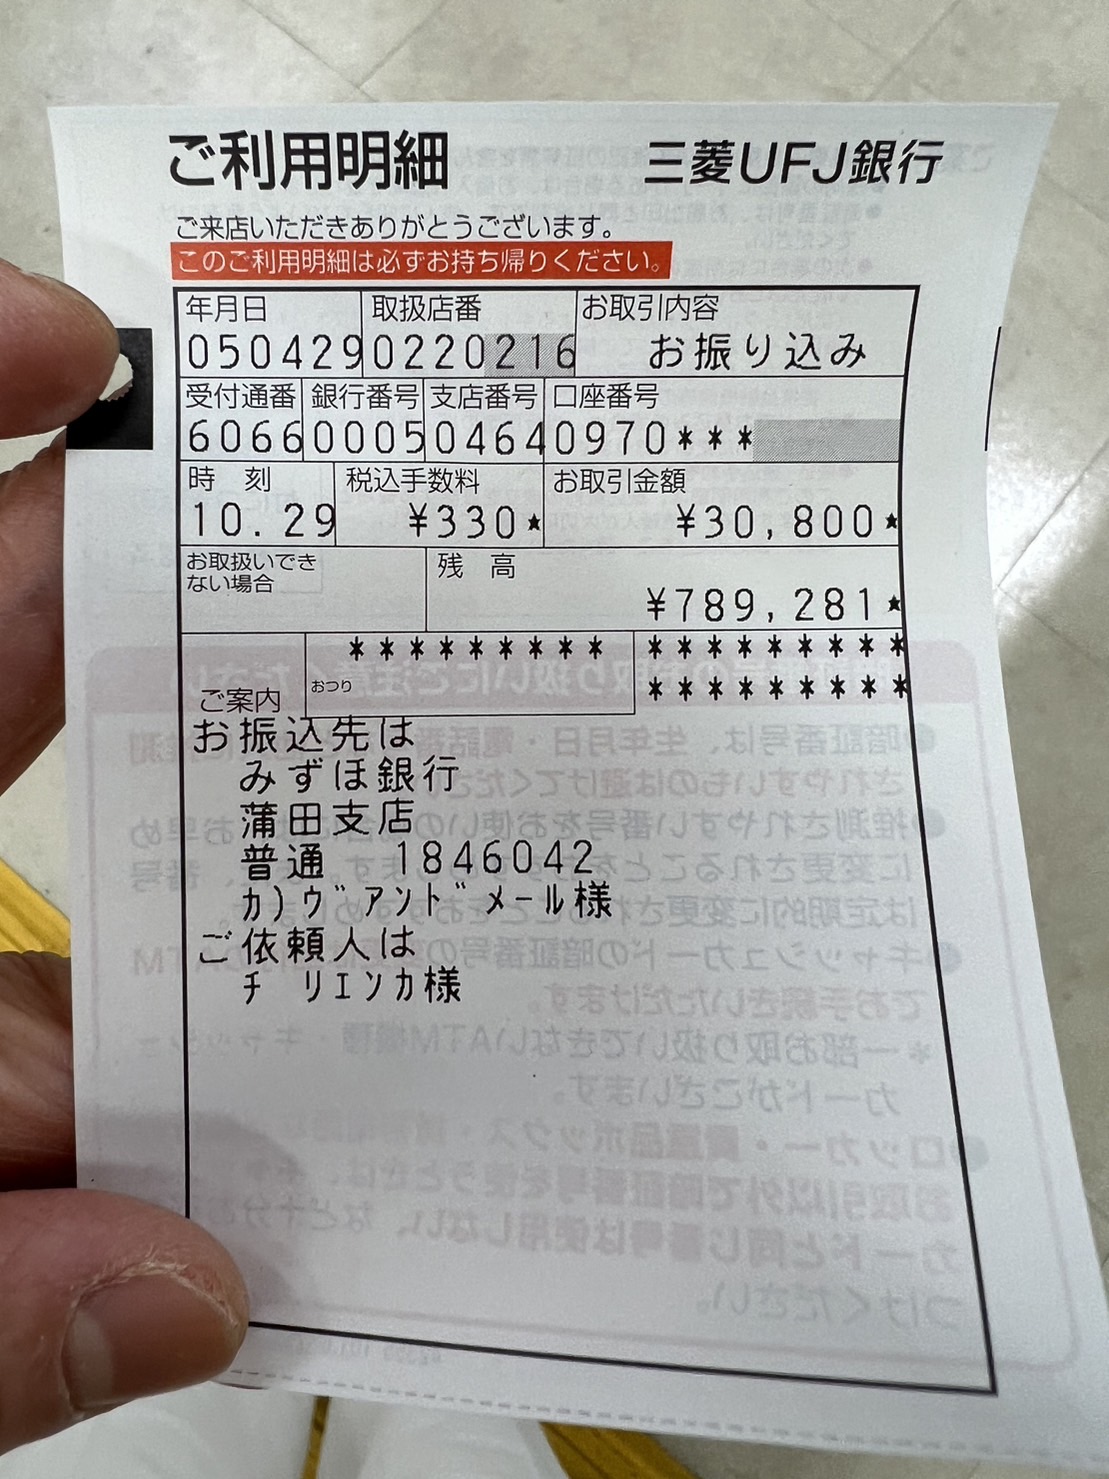 ご利用明細 三菱UFJ銀行
ご来店いただきありがとうございます。
このご利用明細は必ずお持ち帰りください。
年月日 取扱店番 お取引内容
050429 0220216 お振り込み
受付通番 銀行番号 支店番号 口座番号
6066 0005 0464 0970***
時 刻 税込手数料 お取引金額
10.29 ¥330★ ¥30,800★
お取扱いでき
ない場合
残 高
¥789,281★
********* *********
ご案内 おつり *********
お振込先は
みずほ銀行
蒲田支店
普通 1846042
カ)ヴアンドメール様
ご依頼人は
チ リエンカ様